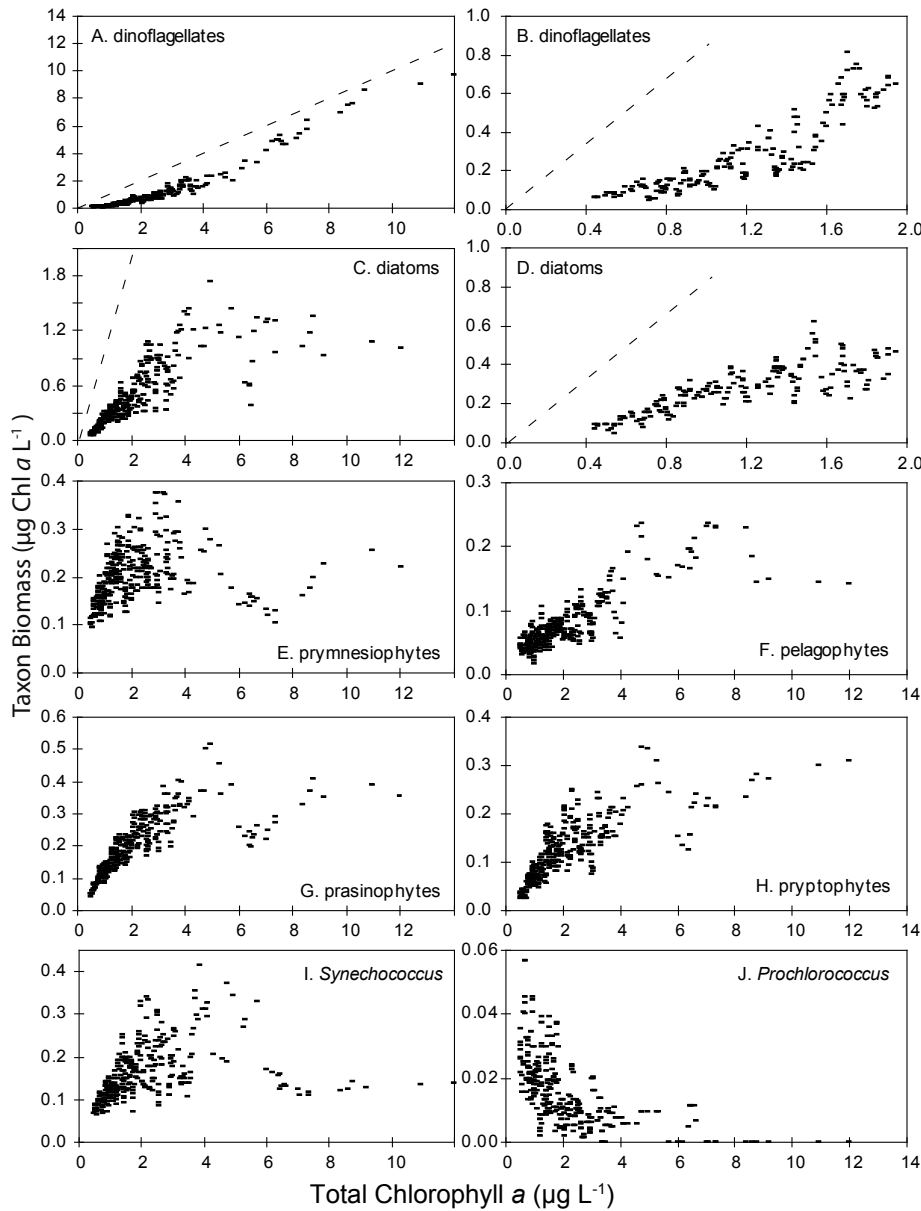 A. dinoflagellates
14
12
10
8
6
4
2
0
0 2 4 6 8 10
B. dinoflagellates
1.0
0.8
0.6
0.4
0.2
0.0
0.0 0.4 0.8 1.2 1.6 2.0
C. diatoms
1.8
1.2
0.6
0.0
0 2 4 6 8 10 12
D. diatoms
1.0
0.8
0.6
0.4
0.2
0.0
0.0 0.4 0.8 1.2 1.6 2.0
Taxon Biomass (µg Chl a L-1 )
E. prymnesiophytes
0.4
0.3
0.2
0.1
0.0
0 2 4 6 8 10 12
F. pelagophytes
0.3
0.2
0.1
0.0
0 2 4 6 8 10 12 14
G. prasinophytes
0.6
0.5
0.4
0.3
0.2
0.1
0.0
0 2 4 6 8 10 12
H. pryptophytes
0.4
0.3
0.2
0.1
0.0
0 2 4 6 8 10 12 14
I. Synechococcus
0.4
0.3
0.2
0.1
0.0
0 2 4 6 8 10
J. Prochlorococcus
0.06
0.04
0.02
0.00
0 2 4 6 8 10 12 14
Total Chlorophyll a (µg L-1)